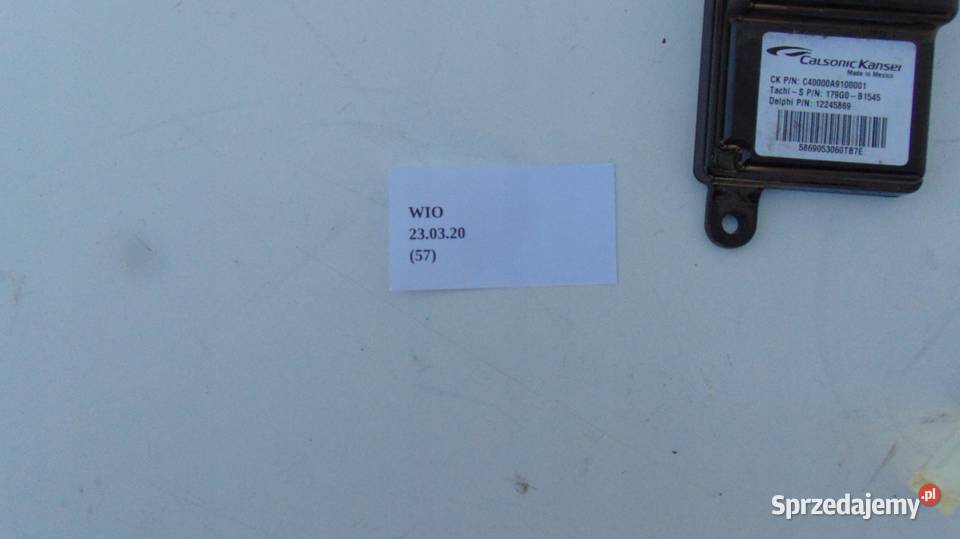 Calsonic Kansei
Made in Mexico
CK P/N: C40000A9100001
Tachi-S P/N: 179G0-B1545
Delphi P/N: 12245869
5869053060TB7E
WIO
23.03.20
(57)
Sprzedajemy.pl